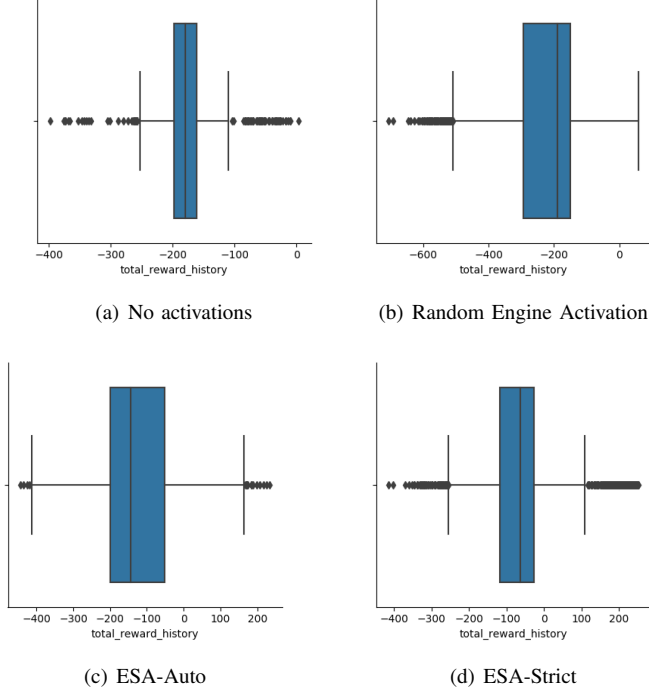 −400 −300 −200 −100 0
total_reward_history
(a) No activations
−600 −400 −200 0
total_reward_history
(b) Random Engine Activation
−400 −300 −200 −100 0 100 200
total_reward_history
(c) ESA-Auto
−400 −300 −200 −100 0 100 200
total_reward_history
(d) ESA-Strict